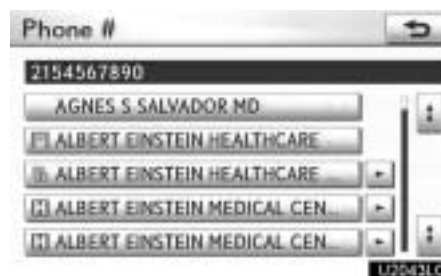 Phone #
2154567890
AGNES S SALVADOR MD
ALBERT EINSTEIN HEALTHCARE
ALBERT EINSTEIN HEALTHCARE
ALBERT EINSTEIN MEDICAL CEN...
ALBERT EINSTEIN MEDICAL CEN...